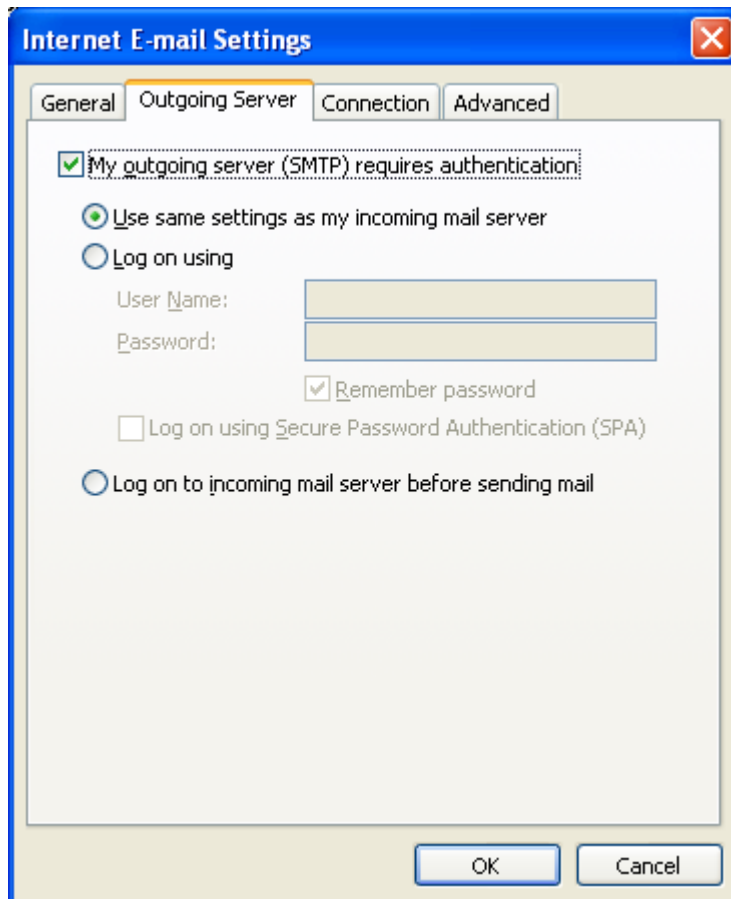 Internet E-mail Settings
General Outgoing Server Connection Advanced
My outgoing server (SMTP) requires authentication
Use same settings as my incoming mail server
Log on using
User Name:
Password:
Remember password
Log on using Secure Password Authentication (SPA)
Log on to incoming mail server before sending mail
OK Cancel